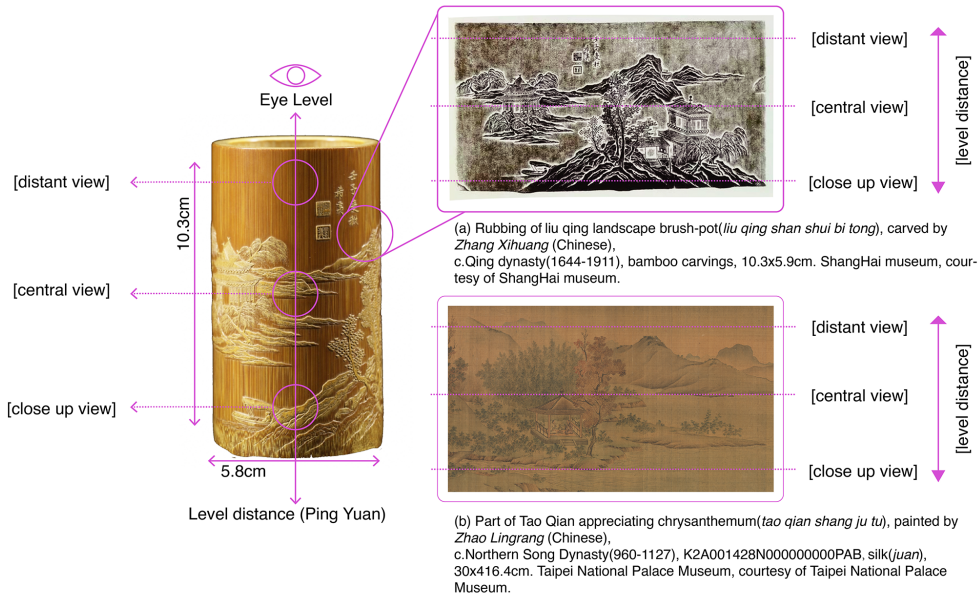 Eye Level
[distant view]
10.3cm
[central view]
[close up view]
5.8cm
Level distance (Ping Yuan)
[distant view]
[central view]
[close up view]
[level distance]
(a) Rubbing of liu qing landscape brush-pot(liu qing shan shui bi tong), carved by
Zhang Xihuang (Chinese),
c.Qing dynasty(1644-1911), bamboo carvings, 10.3x5.9cm. ShangHai museum, cour-
tesy of ShangHai museum.
[distant view]
[central view]
[close up view]
[level distance]
(b) Part of Tao Qian appreciating chrysanthemum(tao qian shang ju tu), painted by
Zhao Lingrang (Chinese),
c.Northern Song Dynasty(960-1127), K2A001428N000000000PAB, silk(juan),
30x416.4cm. Taipei National Palace Museum, courtesy of Taipei National Palace
Museum.